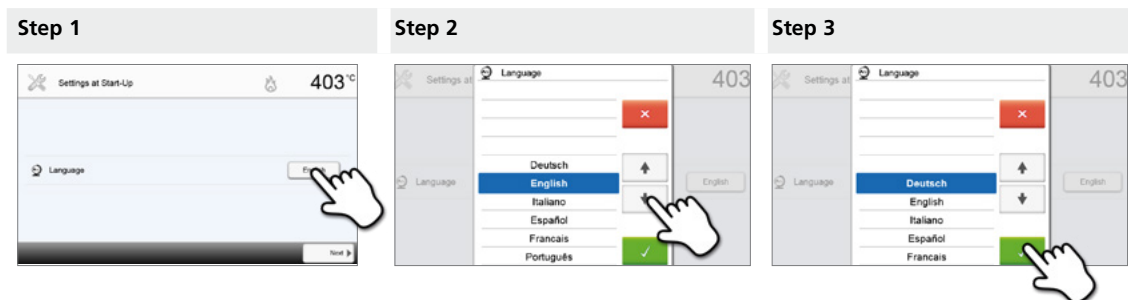 Step 1
Settings at Start-Up
403°C
Language
English
Next
Step 2
Settings at
Language
403
Language
English
Deutsch
English
Italiano
Español
Francais
Português
Step 3
Settings at
Language
403
Language
English
Deutsch
English
Italiano
Español
Francais